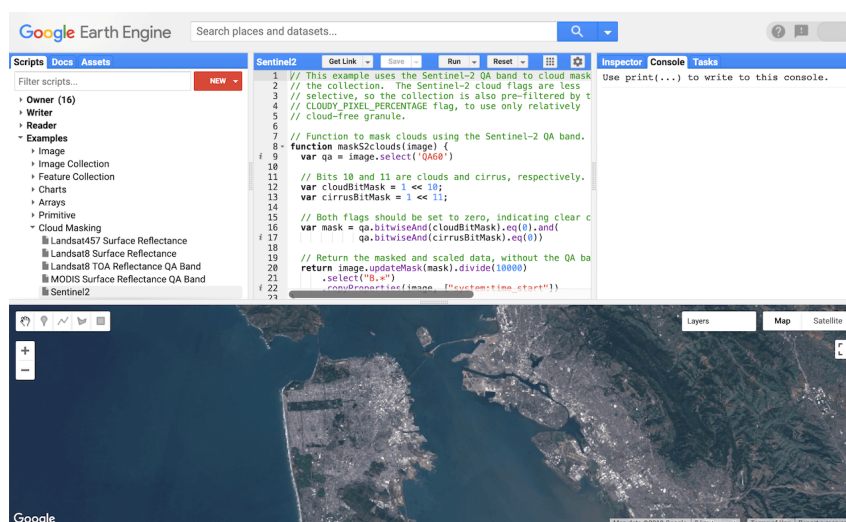 Google Earth Engine
Search places and datasets...
Scripts Docs Assets
Filter scripts...
NEW
Owner (16)
Writer
Reader
Examples
Image
Image Collection
Feature Collection
Charts
Arrays
Primitive
Cloud Masking
Landsat457 Surface Reflectance
Landsat8 Surface Reflectance
Landsat8 TOA Reflectance QA Band
MODIS Surface Reflectance QA Band
Sentinel2
Sentinel2
Get Link Save Run Reset
1 // This example uses the Sentinel-2 QA band to cloud mask
2 // the collection. The Sentinel-2 cloud flags are less
3 // selective, so the collection is also pre-filtered by t
4 // CLOUDY_PIXEL_PERCENTAGE flag, to use only relatively
5 // cloud-free granule.
6
7 // Function to mask clouds using the Sentinel-2 QA band.
8 function maskS2clouds(image) {
i 9 var qa = image.select('QA60')
10
11 // Bits 10 and 11 are clouds and cirrus, respectively.
12 var cloudBitMask = 1 << 10;
13 var cirrusBitMask = 1 << 11;
14
15 // Both flags should be set to zero, indicating clear c
16 var mask = qa.bitwiseAnd(cloudBitMask).eq(0).and(
i 17 qa.bitwiseAnd(cirrusBitMask).eq(0))
18
19 // Return the masked and scaled data, without the QA ba
20 return image.updateMask(mask).divide(10000)
21 .select("B.*")
i 22 .copyProperties(image, ["system:time_start"])
23
Inspector Console Tasks
Use print(...) to write to this console.
Layers
Map Satellite
Google